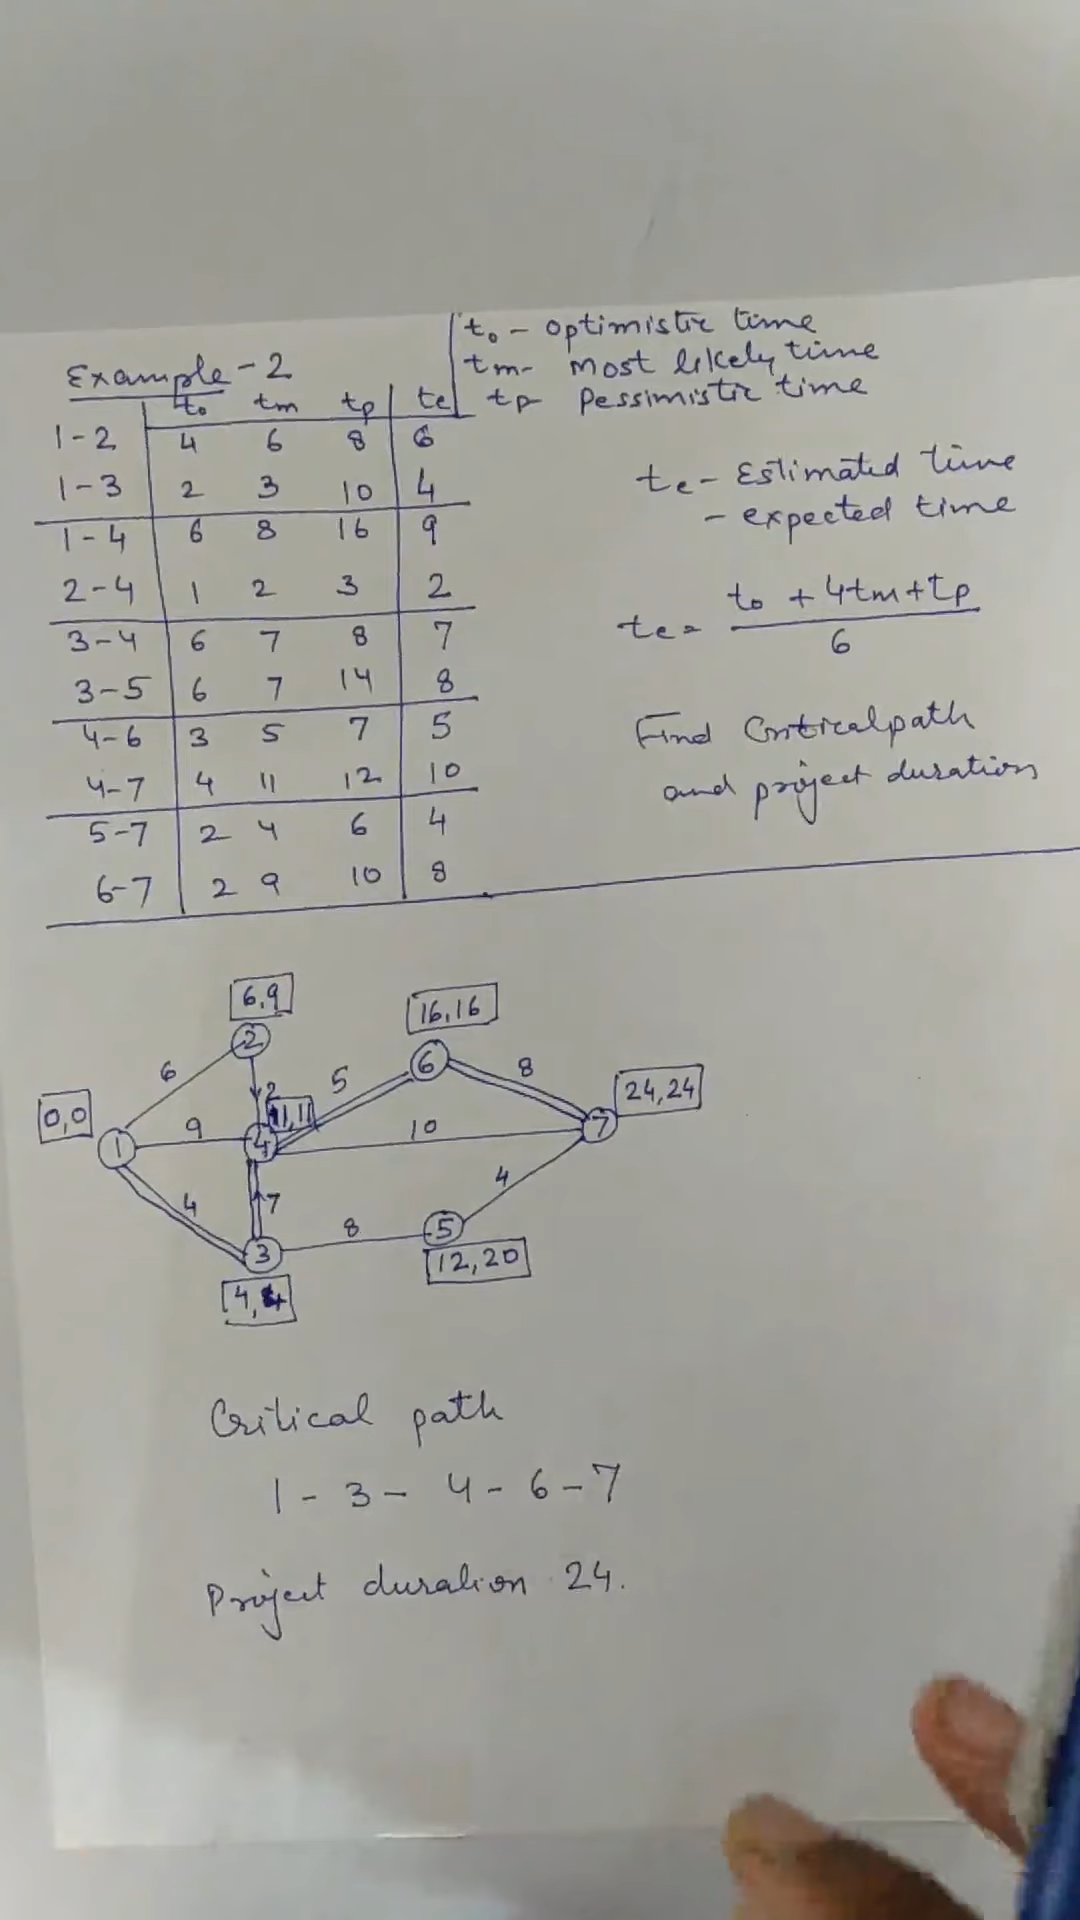 Example-2
to - optimistic time
tm- most likely time
tp- Pessimistic time
to tm tp te
1-2 4 6 8 6
1-3 2 3 10 4
1-4 6 8 16 9
2-4 1 2 3 2
3-4 6 7 8 7
3-5 6 7 14 8
4-6 3 5 7 5
4-7 4 11 12 10
5-7 2 4 6 4
6-7 2 9 10 8
te - Estimated time
- expected time
te = to + 4tm + tp
6
Find Critical path
and project duration
6,9
16,16
2
6
6
5
8
24,24
0,0
2
11,11
1
9
4
10
7
4
7
4
8
5
3
12,20
4,4
Critical path
1 - 3 - 4 - 6 - 7
Project duration 24.